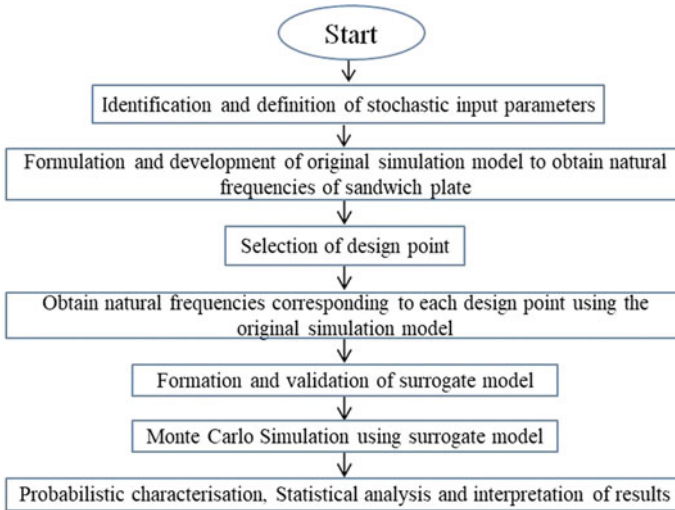 Start
Identification and definition of stochastic input parameters
Formulation and development of original simulation model to obtain natural
frequencies of sandwich plate
Selection of design point
Obtain natural frequencies corresponding to each design point using the
original simulation model
Formation and validation of surrogate model
Monte Carlo Simulation using surrogate model
Probabilistic characterisation, Statistical analysis and interpretation of results